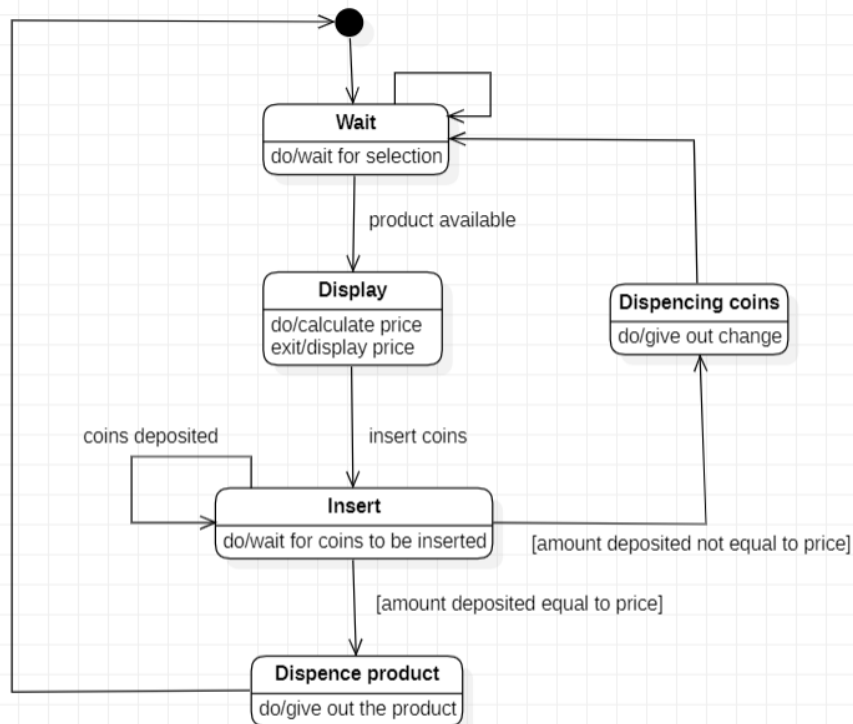 Wait
do/wait for selection
product available
Display
do/calculate price
exit/display price
Dispencing coins
do/give out change
coins deposited
insert coins
Insert
do/wait for coins to be inserted
[amount deposited not equal to price]
[amount deposited equal to price]
Dispence product
do/give out the product